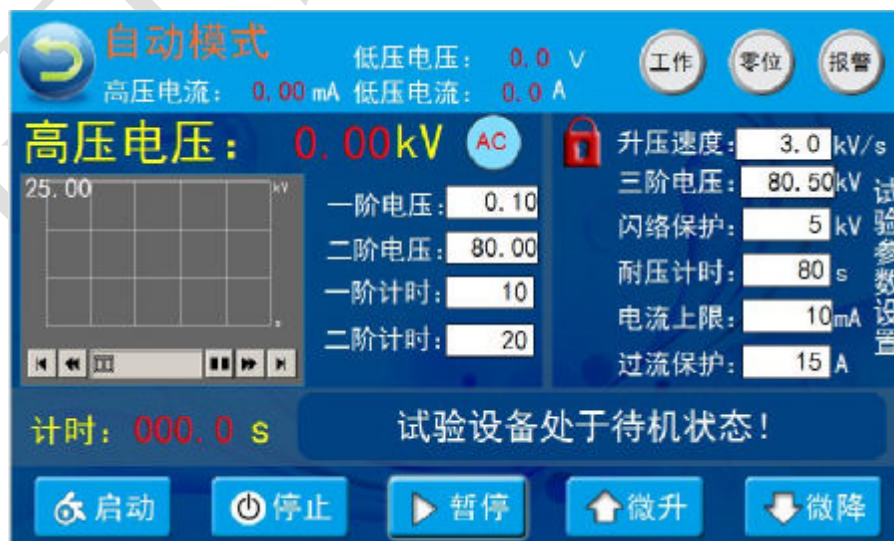 自动模式
低压电压： 0.0 V
工作
零位
报警
高压电流： 0.00 mA 低压电流： 0.0 A
高压电压： 0.00kV
AC
25.00
kV
s
一阶电压： 0.10
二阶电压： 80.00
一阶计时： 10
二阶计时： 20
升压速度： 3.0 kV/s
三阶电压： 80.50kV
闪络保护： 5 kV
耐压计时： 80 s
电流上限： 10mA
过流保护： 15 A
试验参数设置
计时：000.0 s
试验设备处于待机状态！
启动
停止
暂停
微升
微降